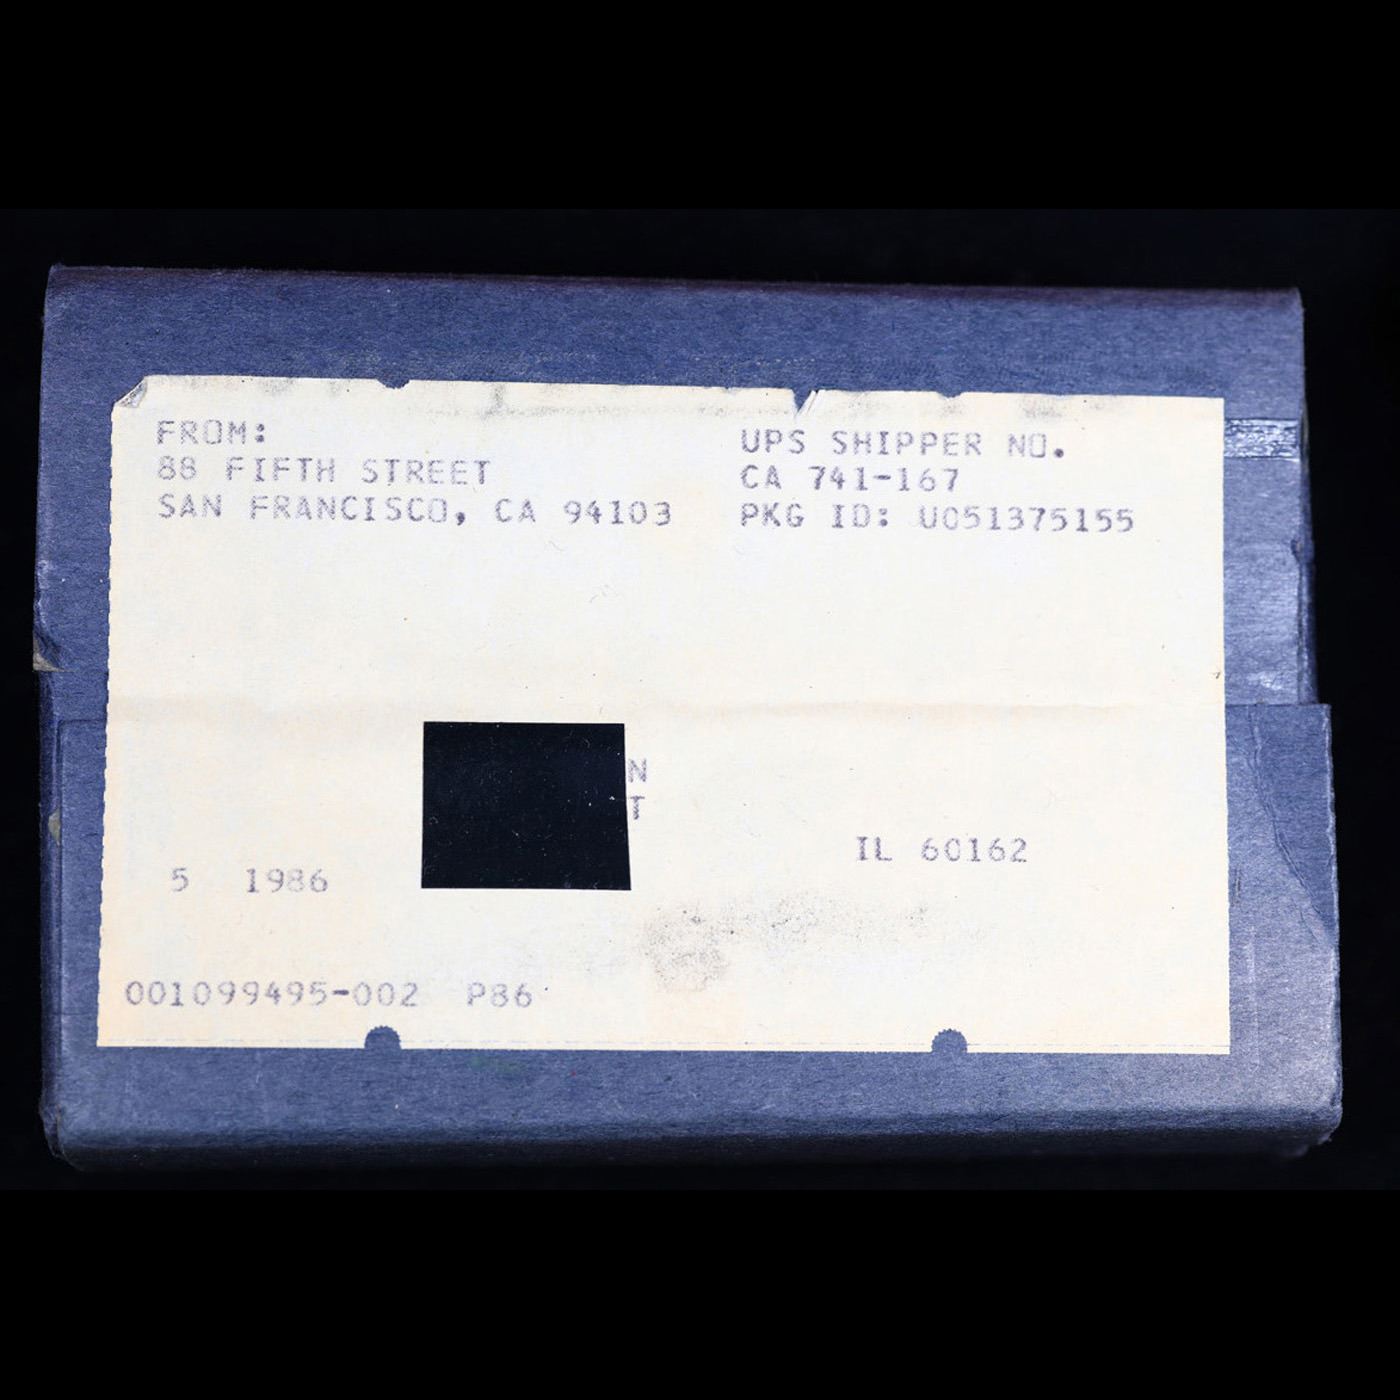 FROM:
88 FIFTH STREET
SAN FRANCISCO, CA 94103
UPS SHIPPER NO.
CA 741-167
PKG ID: U051375155
N
T
IL 60162
5 1986
001099495-002 P86